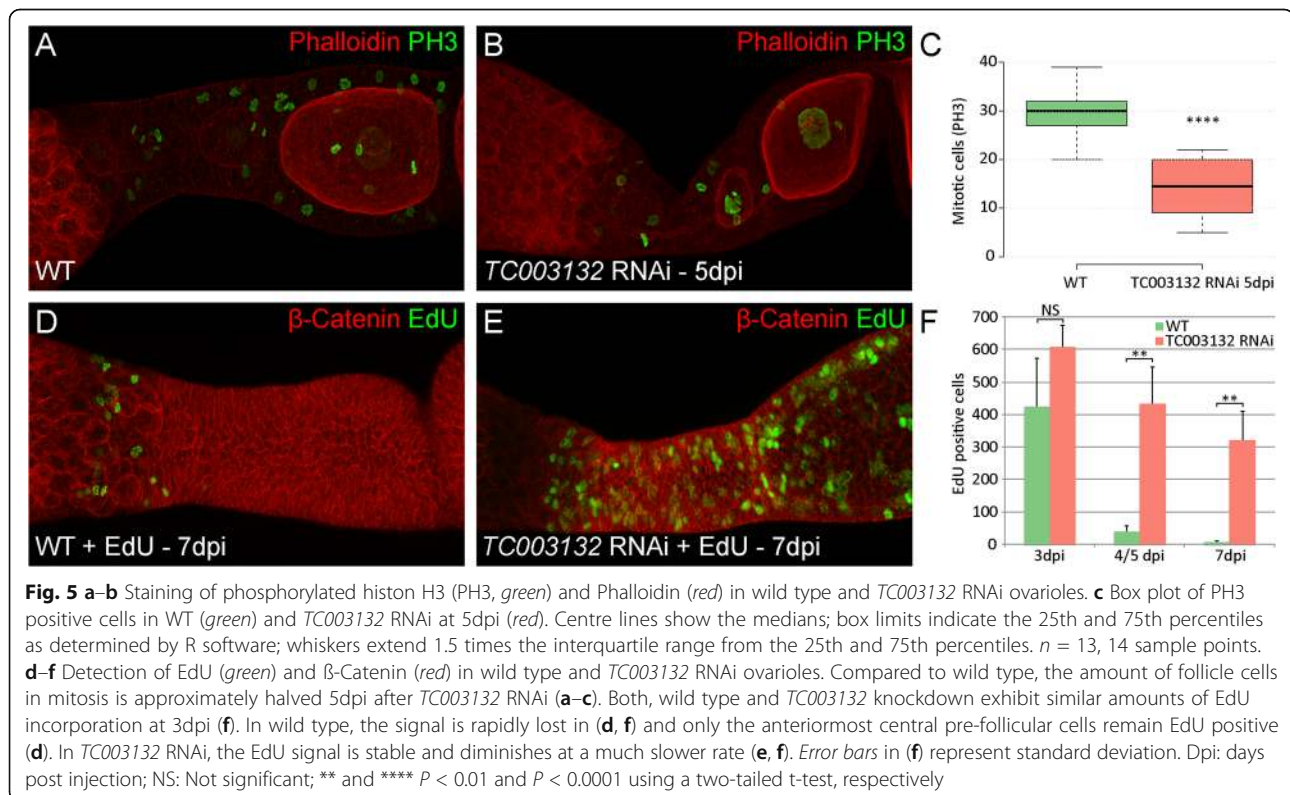 A
Phalloidin PH3
WT
B
Phalloidin PH3
TC003132 RNAi - 5dpi
C
Mitotic cells (PH3)
40
30
20
10
0
****
WT
TC003132 RNAi 5dpi
D
β-Catenin EdU
WT + EdU - 7dpi
E
β-Catenin EdU
TC003132 RNAi + EdU - 7dpi
F
EdU positive cells
700
600
500
400
300
200
100
0
NS
**
**
WT
TC003132 RNAi
3dpi
4/5 dpi
7dpi
Fig. 5 a–b Staining of phosphorylated histon H3 (PH3, green) and Phalloidin (red) in wild type and TC003132 RNAi ovarioles. c Box plot of PH3
positive cells in WT (green) and TC003132 RNAi at 5dpi (red). Centre lines show the medians; box limits indicate the 25th and 75th percentiles
as determined by R software; whiskers extend 1.5 times the interquartile range from the 25th and 75th percentiles. n = 13, 14 sample points.
d–f Detection of EdU (green) and ß-Catenin (red) in wild type and TC003132 RNAi ovarioles. Compared to wild type, the amount of follicle cells
in mitosis is approximately halved 5dpi after TC003132 RNAi (a–c). Both, wild type and TC003132 knockdown exhibit similar amounts of EdU
incorporation at 3dpi (f). In wild type, the signal is rapidly lost in (d, f) and only the anteriormost central pre-follicular cells remain EdU positive
(d). In TC003132 RNAi, the EdU signal is stable and diminishes at a much slower rate (e, f). Error bars in (f) represent standard deviation. Dpi: days
post injection; NS: Not significant; ** and **** P < 0.01 and P < 0.0001 using a two-tailed t-test, respectively